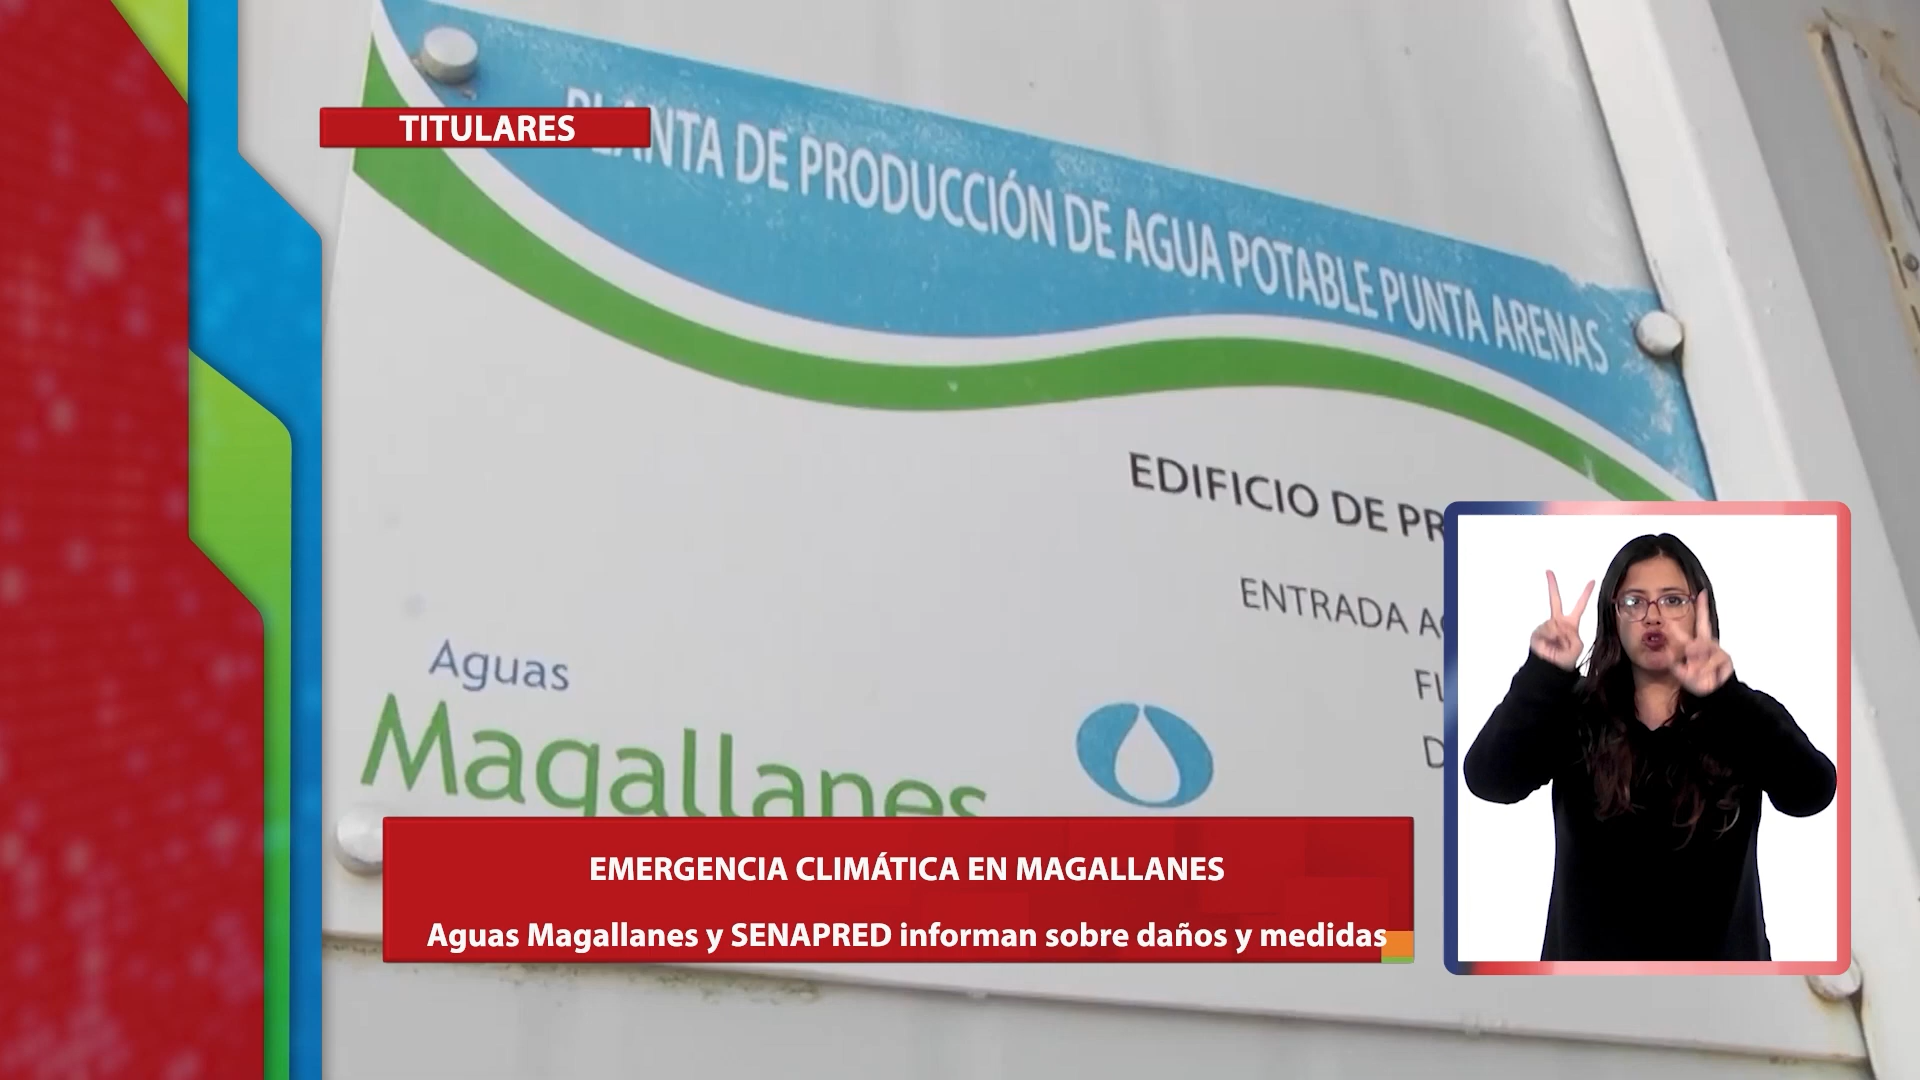 TITULARES
PLANTA DE PRODUCCIÓN DE AGUA POTABLE PUNTA ARENAS
EDIFICIO DE PR
ENTRADA
Aguas
Magallanes
EMERGENCIA CLIMÁTICA EN MAGALLANES
Aguas Magallanes y SENAPRED informan sobre daños y medidas